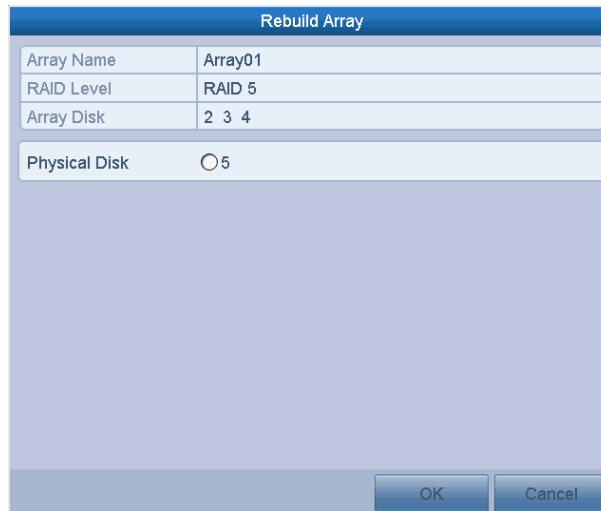 Rebuild Array
Array Name Array01
RAID Level RAID 5
Array Disk 2 3 4
Physical Disk 5
OK Cancel